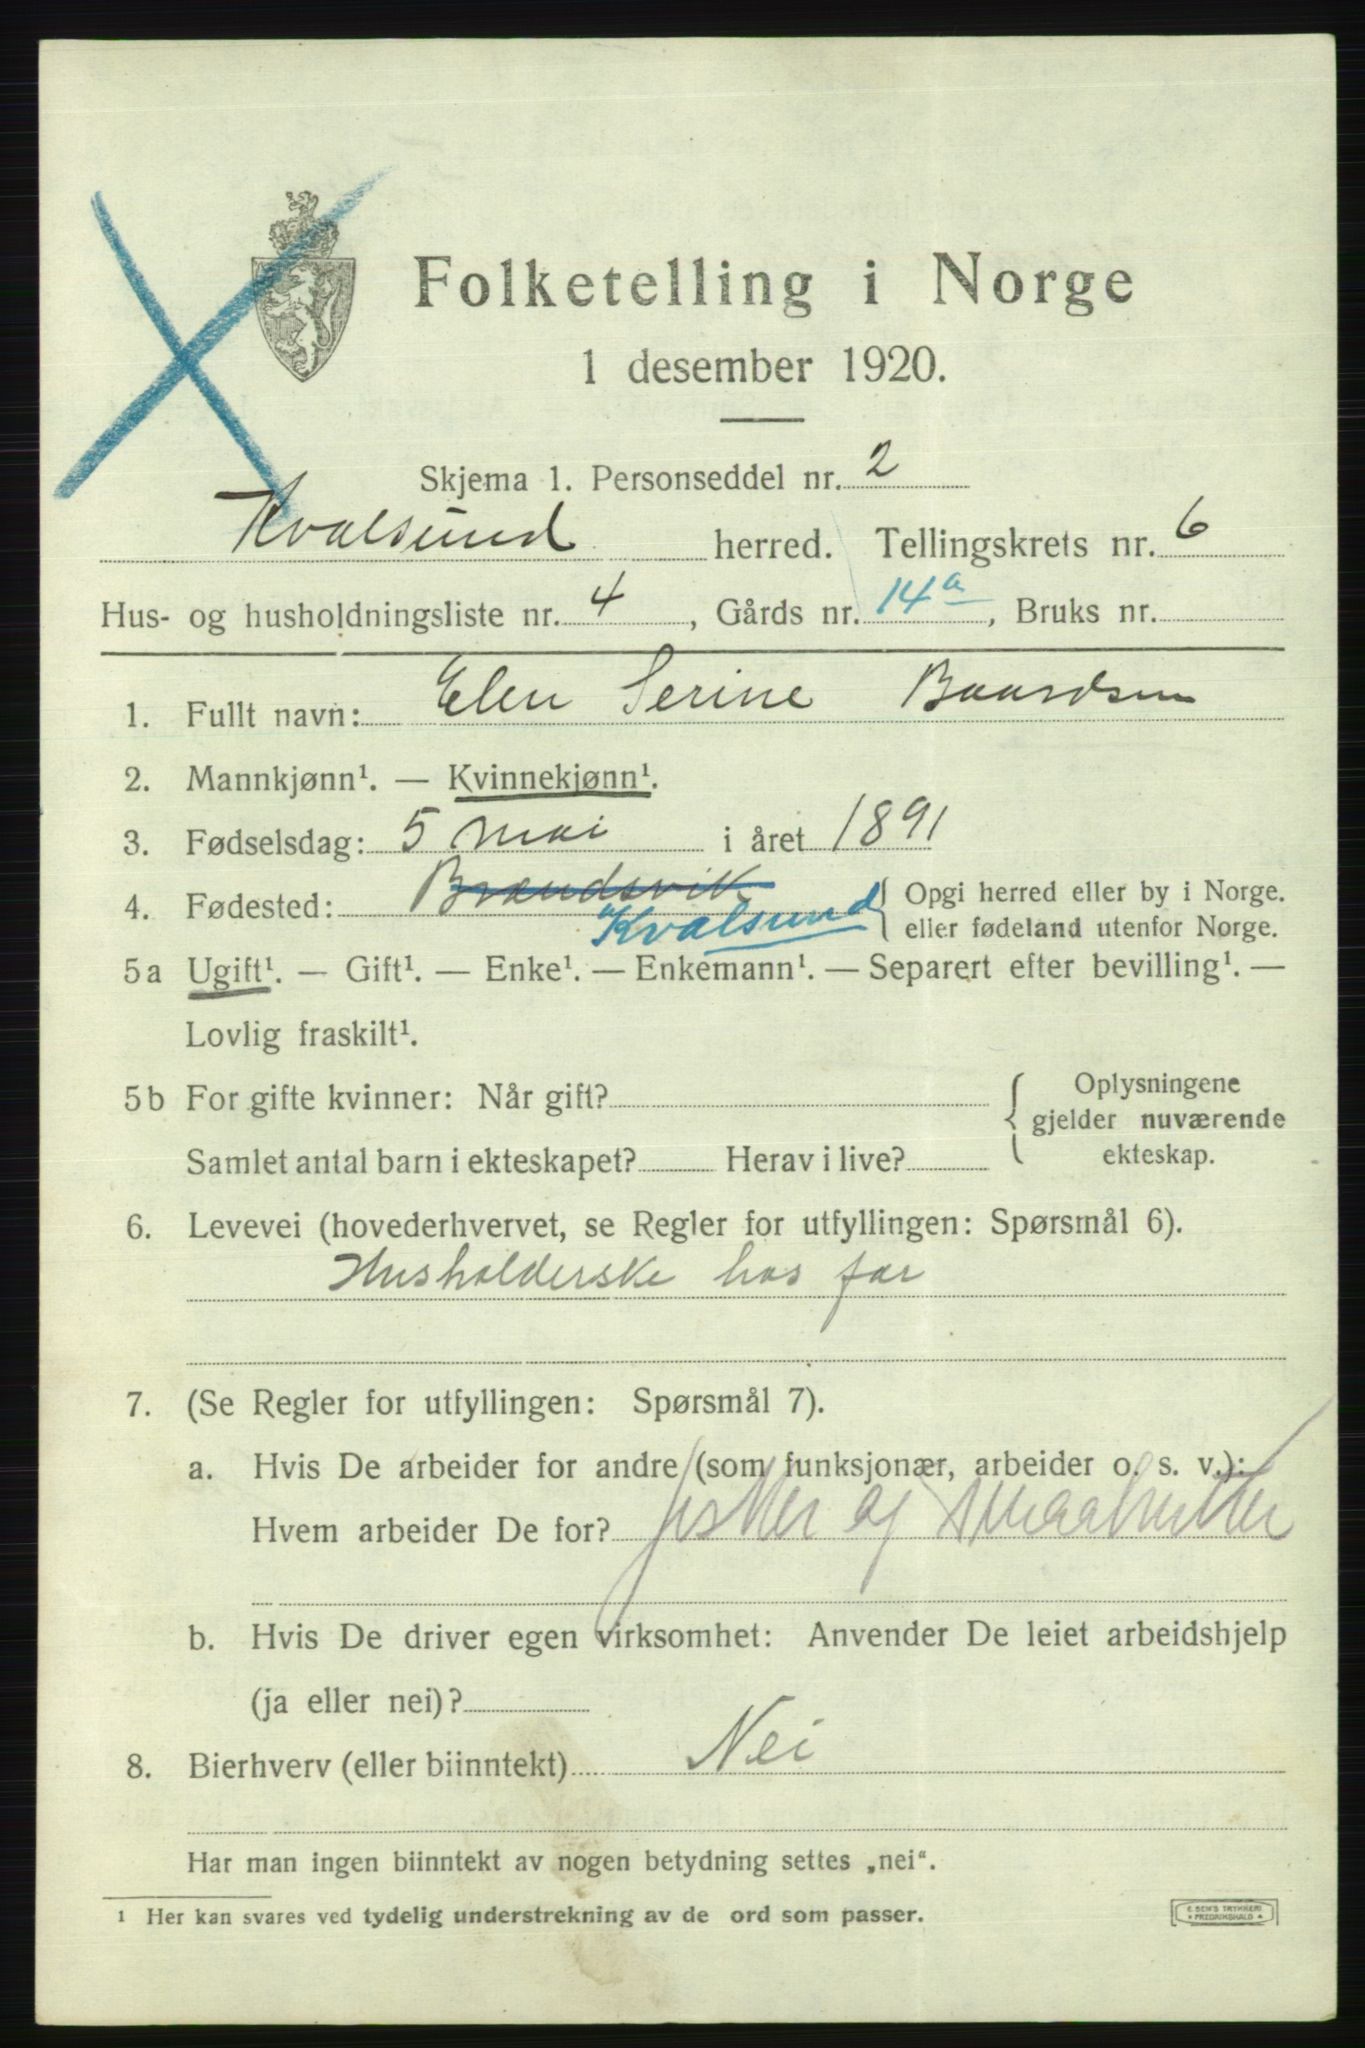 Folketelling i Norge
1 desember 1920.
Skjema 1. Personseddel nr. 2
Kvalsund herred. Tellingskrets nr. 6
Hus- og husholdningsliste nr. 4, Gårds nr. 14a, Bruks nr.
1. Fullt navn: Elen Serine Baardsen
2. Mannkjønn¹. — Kvinnekjønn¹.
3. Fødselsdag: 5 mai i året 1891
4. Fødested: Brandsvik Opgi herred eller by i Norge.
Kvalsund eller fødeland utenfor Norge.
5 a Ugift¹. — Gift¹. — Enke¹. — Enkemann¹. — Separert efter bevilling¹. —
Lovlig fraskilt¹.
5 b For gifte kvinner: Når gift? Oplysningene
gjelder nuværende
Samlet antal barn i ekteskapet? Herav i live? ekteskap.
6. Levevei (hovederhvervet, se Regler for utfyllingen: Spørsmål 6).
Husholderske hos far
7. (Se Regler for utfyllingen: Spørsmål 7).
a. Hvis De arbeider for andre (som funksjonær, arbeider o. s. v.):
Hvem arbeider De for? fisker og smaabruker
b. Hvis De driver egen virksomhet: Anvender De leiet arbeidshjelp
(ja eller nei)?
8. Bierhverv (eller biinntekt) Nei
Har man ingen biinntekt av nogen betydning settes „nei“.
¹ Her kan svares ved tydelig understrekning av de ord som passer.
E SEM'S TRYKKERI
FREDRIKSHALD